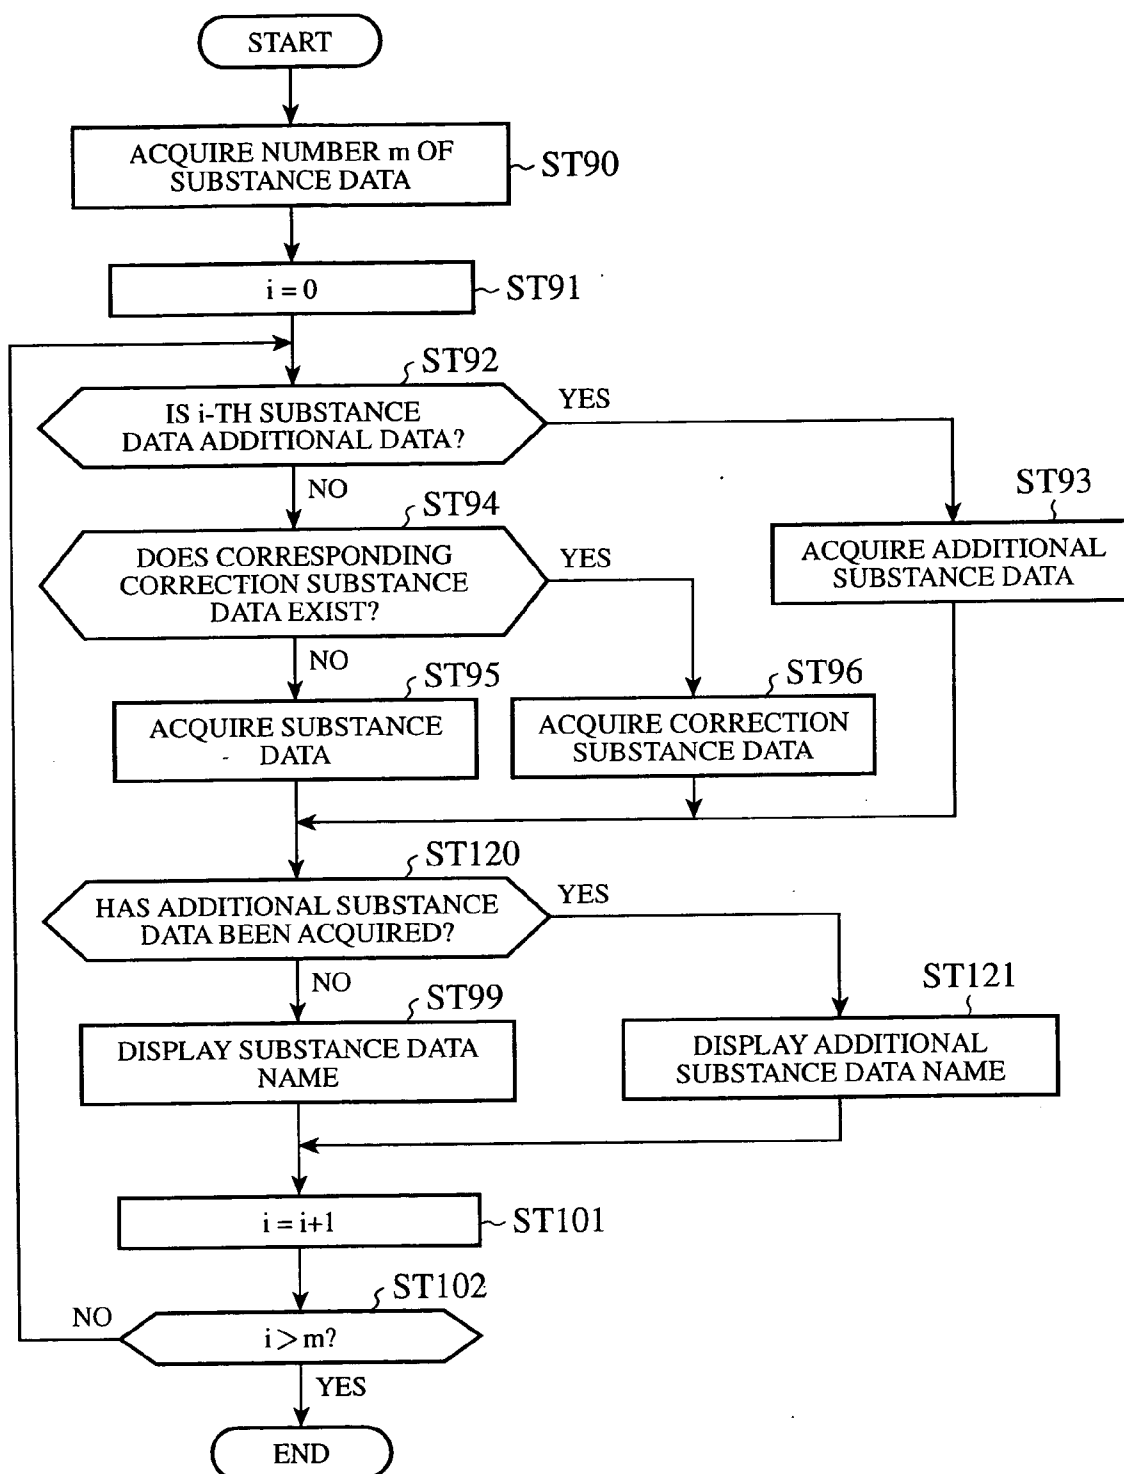 START
ACQUIRE NUMBER m OF
SUBSTANCE DATA
ST90
i = 0
ST91
ST92
IS i-TH SUBSTANCE
DATA ADDITIONAL DATA?
YES
NO
ST93
ACQUIRE ADDITIONAL
SUBSTANCE DATA
ST94
DOES CORRESPONDING
CORRECTION SUBSTANCE
DATA EXIST?
YES
NO
ST95
ACQUIRE SUBSTANCE
DATA
ST96
ACQUIRE CORRECTION
SUBSTANCE DATA
ST120
HAS ADDITIONAL SUBSTANCE
DATA BEEN ACQUIRED?
YES
NO
ST99
DISPLAY SUBSTANCE DATA
NAME
ST121
DISPLAY ADDITIONAL
SUBSTANCE DATA NAME
i = i+1
ST101
ST102
i > m?
NO
YES
END